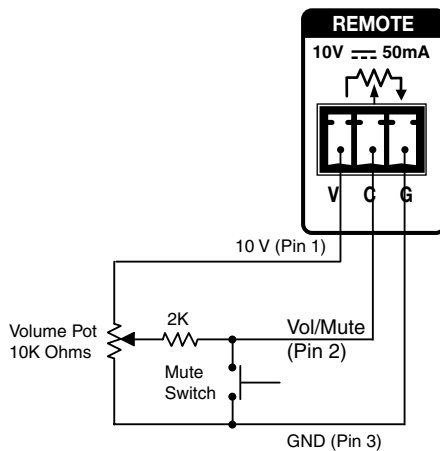 REMOTE
10V 50mA
V C G
10 V (Pin 1)
2K
Volume Pot
10K Ohms
Vol/Mute
(Pin 2)
Mute
Switch
GND (Pin 3)